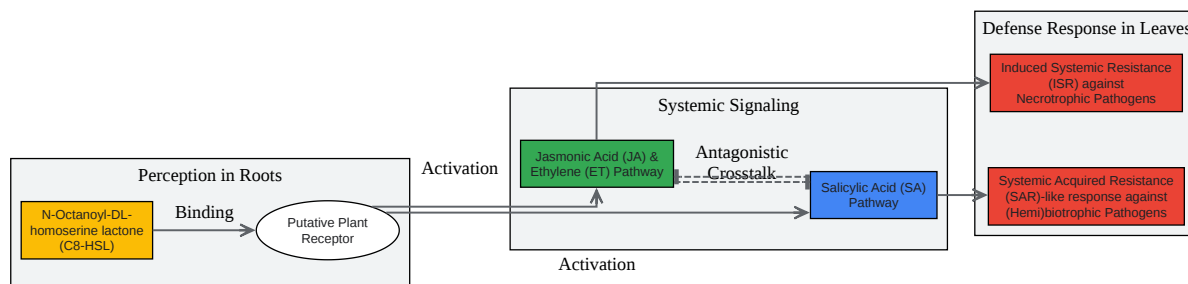 Perception in Roots
N-Octanoyl-DL-
homoserine lactone
(C8-HSL)
Binding
Putative Plant
Receptor
Activation
Activation
Systemic Signaling
Jasmonic Acid (JA) &
Ethylene (ET) Pathway
Antagonistic
Crosstalk
Salicylic Acid (SA)
Pathway
Defense Response in Leaves
Induced Systemic Resistance
(ISR) against
Necrotrophic Pathogens
Systemic Acquired Resistance
(SAR)-like response against
(Hemi)biotrophic Pathogens